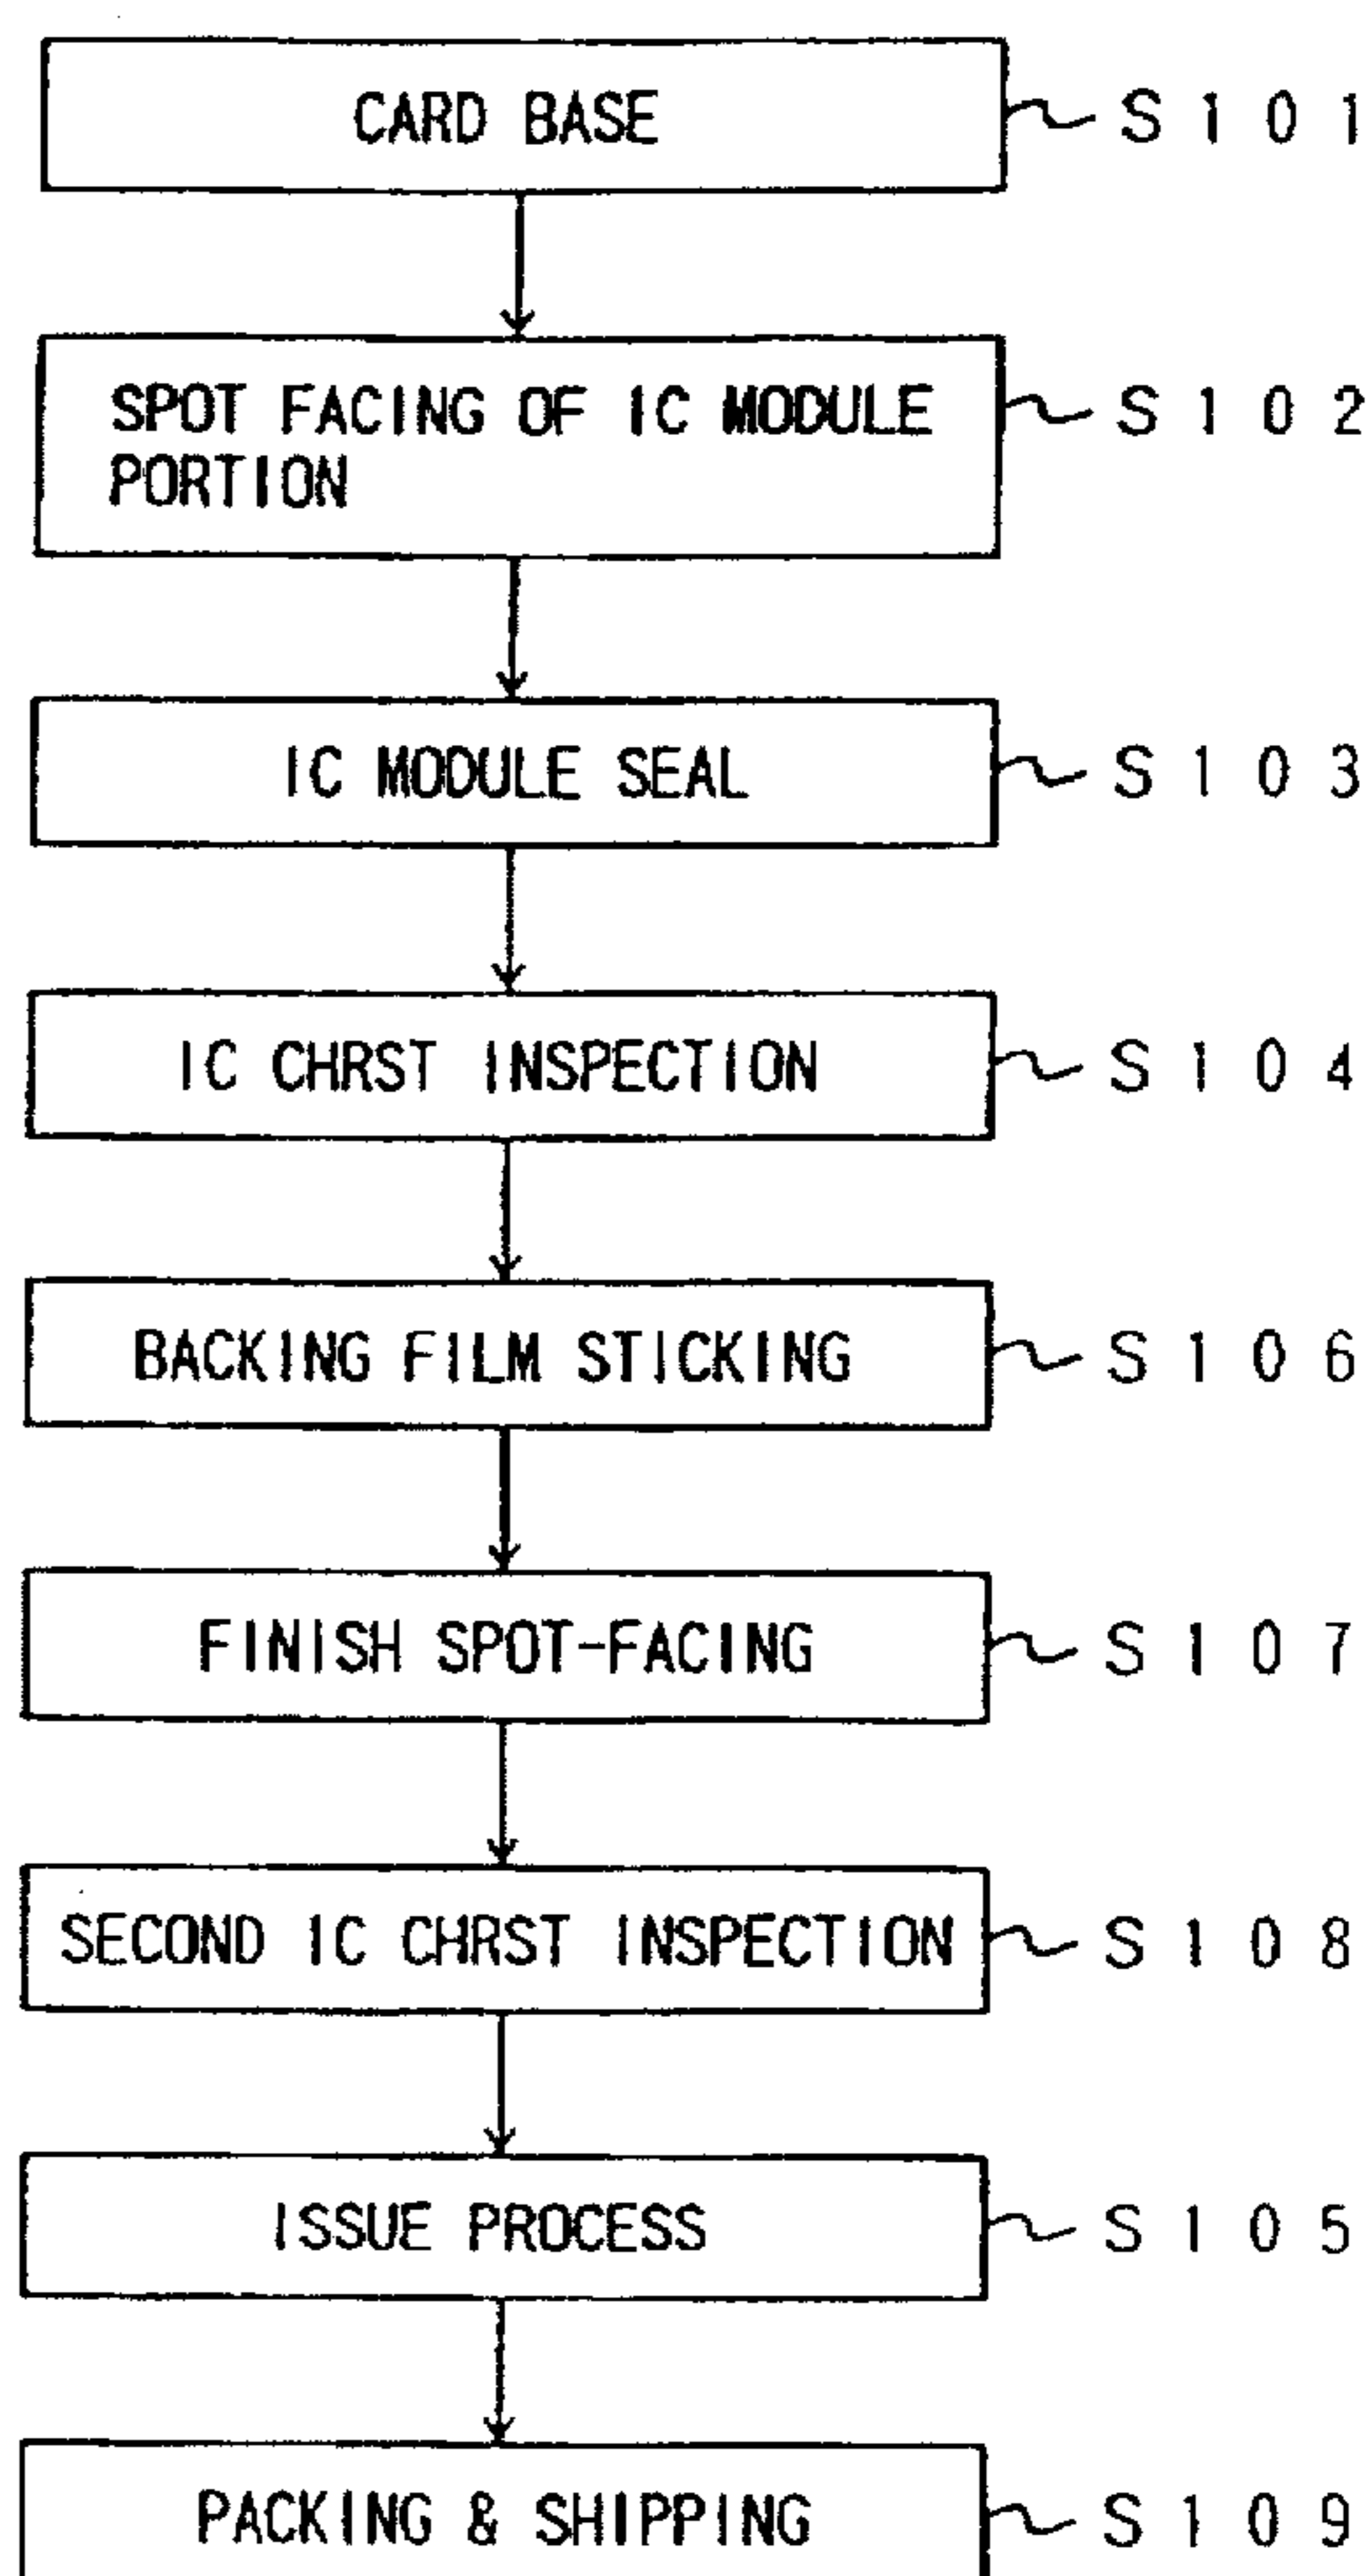 CARD BASE S101
SPOT FACING OF IC MODULE S102
PORTION
IC MODULE SEAL S103
IC CHRST INSPECTION S104
BACKING FILM STICKING S106
FINISH SPOT-FACING S107
SECOND IC CHRST INSPECTION S108
ISSUE PROCESS S105
PACKING & SHIPPING S109